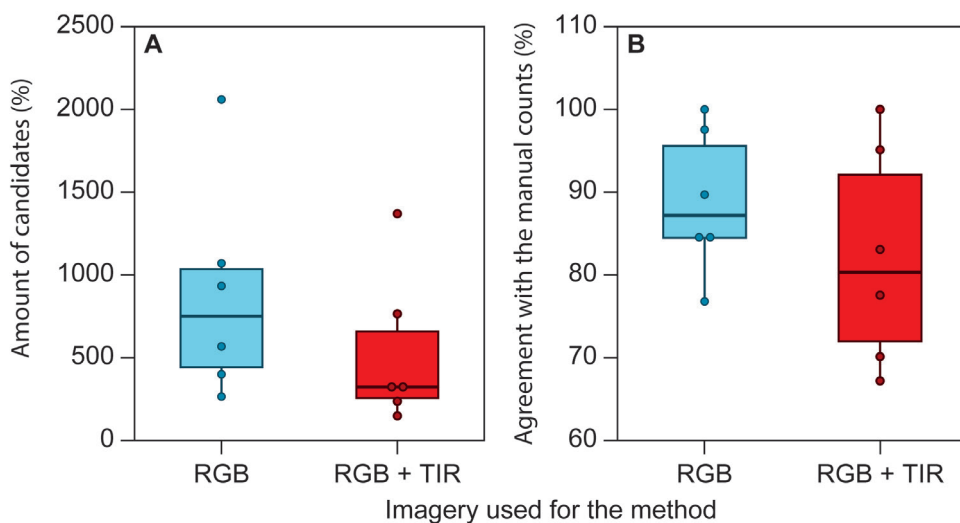 A
Amount of candidates (%)
2500
2000
1500
1000
500
0
RGB
RGB + TIR
B
Agreement with the manual counts (%)
110
100
90
80
70
60
RGB
RGB + TIR
Imagery used for the method